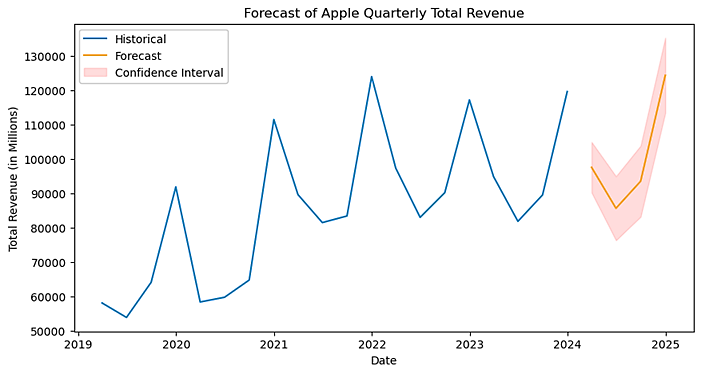 Forecast of Apple Quarterly Total Revenue
Historical
Forecast
Confidence Interval
130000
120000
110000
100000
90000
80000
70000
60000
50000
Total Revenue (in Millions)
2019 2020 2021 2022 2023 2024 2025
Date